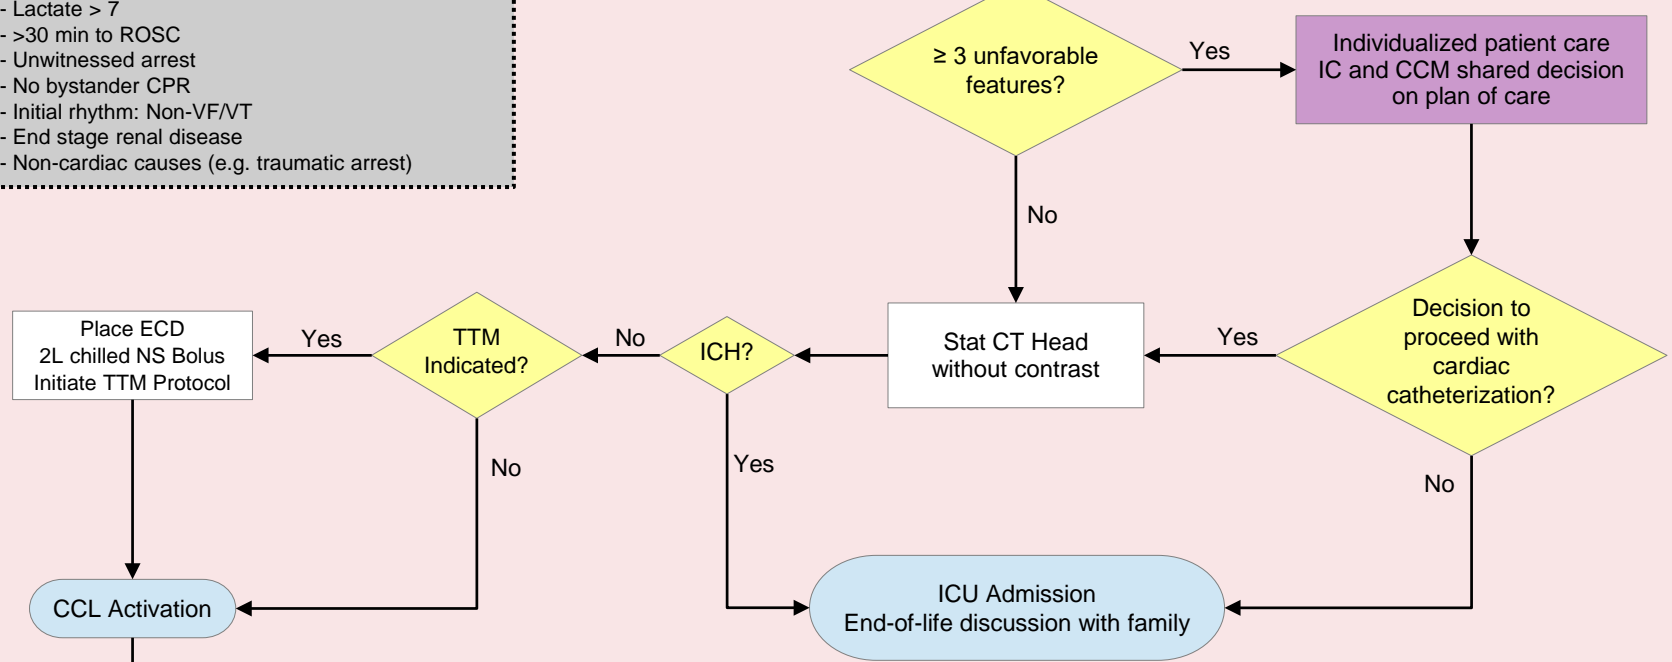 - Lactate > 7
- >30 min to ROSC
- Unwitnessed arrest
- No bystander CPR
- Initial rhythm: Non-VF/VT
- End stage renal disease
- Non-cardiac causes (e.g. traumatic arrest)
≥ 3 unfavorable
features?
Yes
Individualized patient care
IC and CCM shared decision
on plan of care
No
Decision to
proceed with
cardiac
catheterization?
Yes
Stat CT Head
without contrast
ICH?
No
TTM
Indicated?
Yes
Place ECD
2L chilled NS Bolus
Initiate TTM Protocol
No
Yes
No
CCL Activation
ICU Admission
End-of-life discussion with family